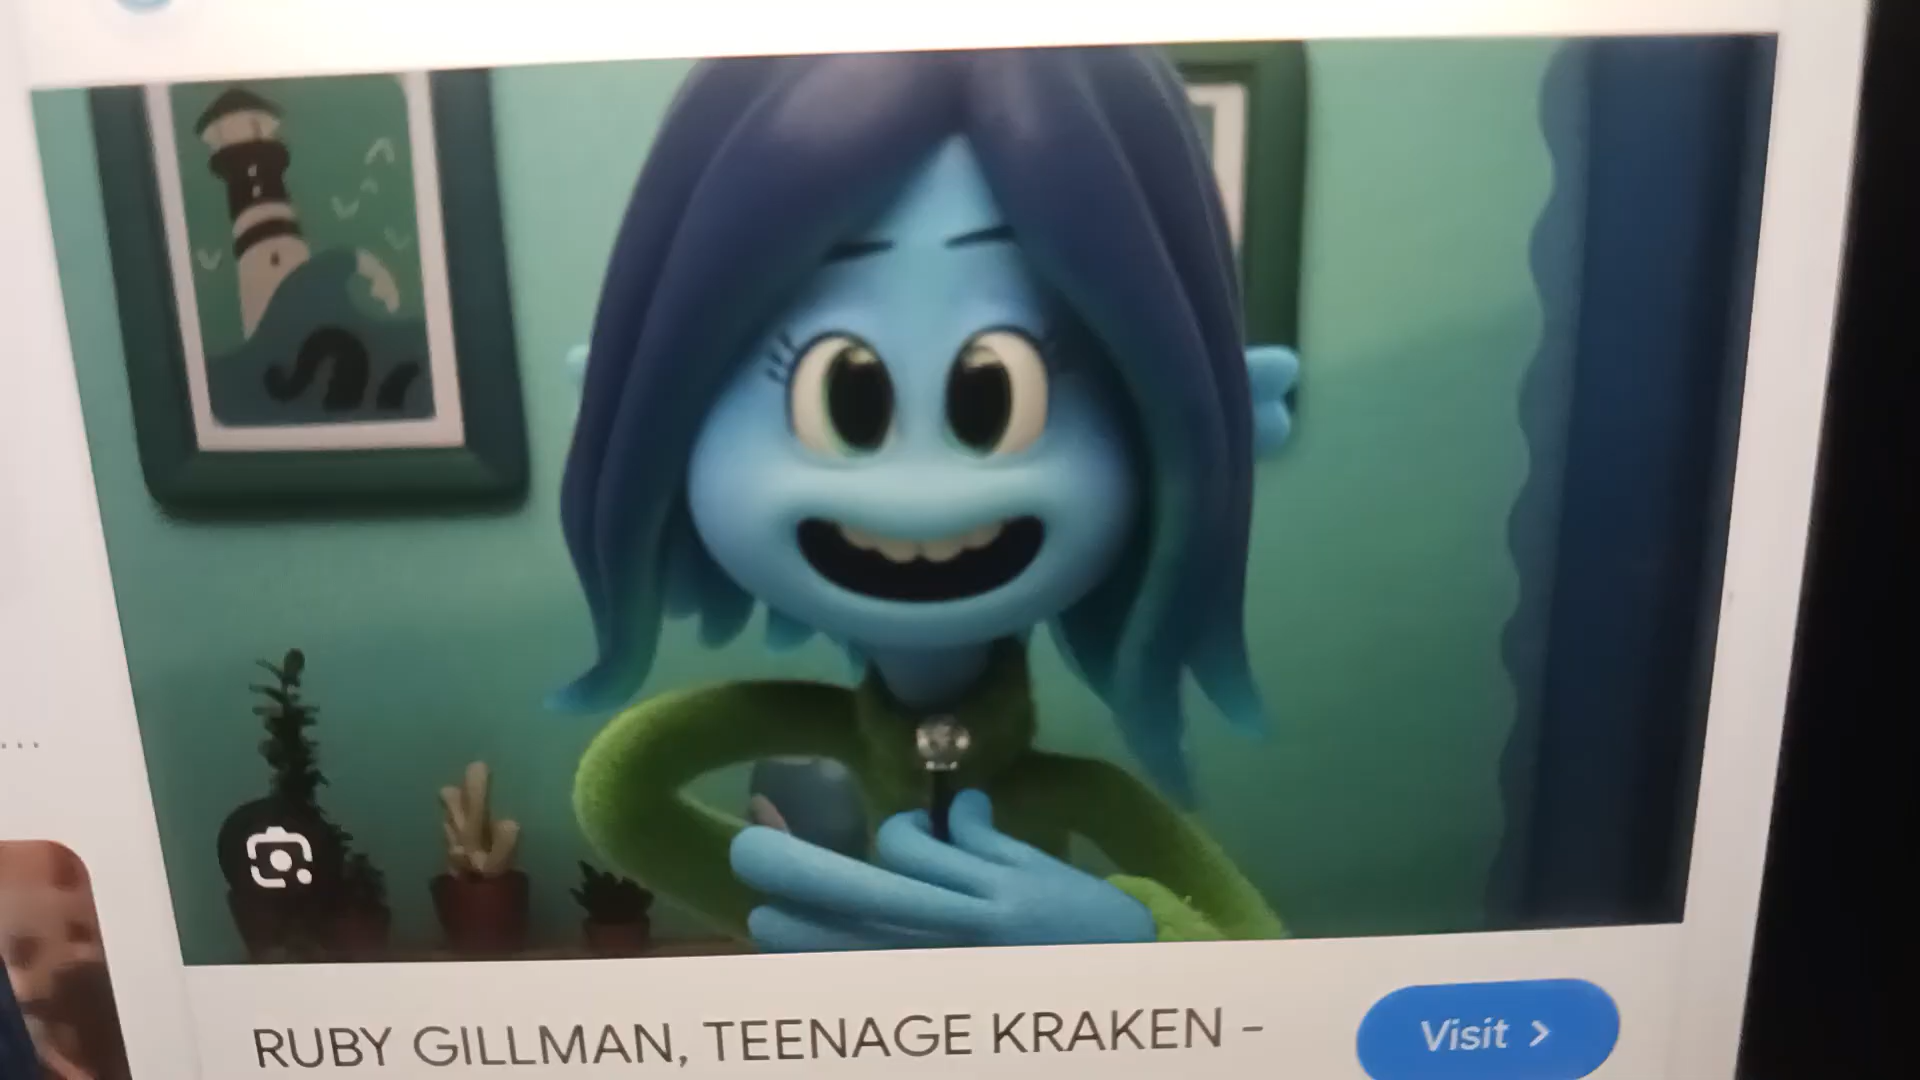 RUBY GILLMAN, TEENAGE KRAKEN -
Visit >
...